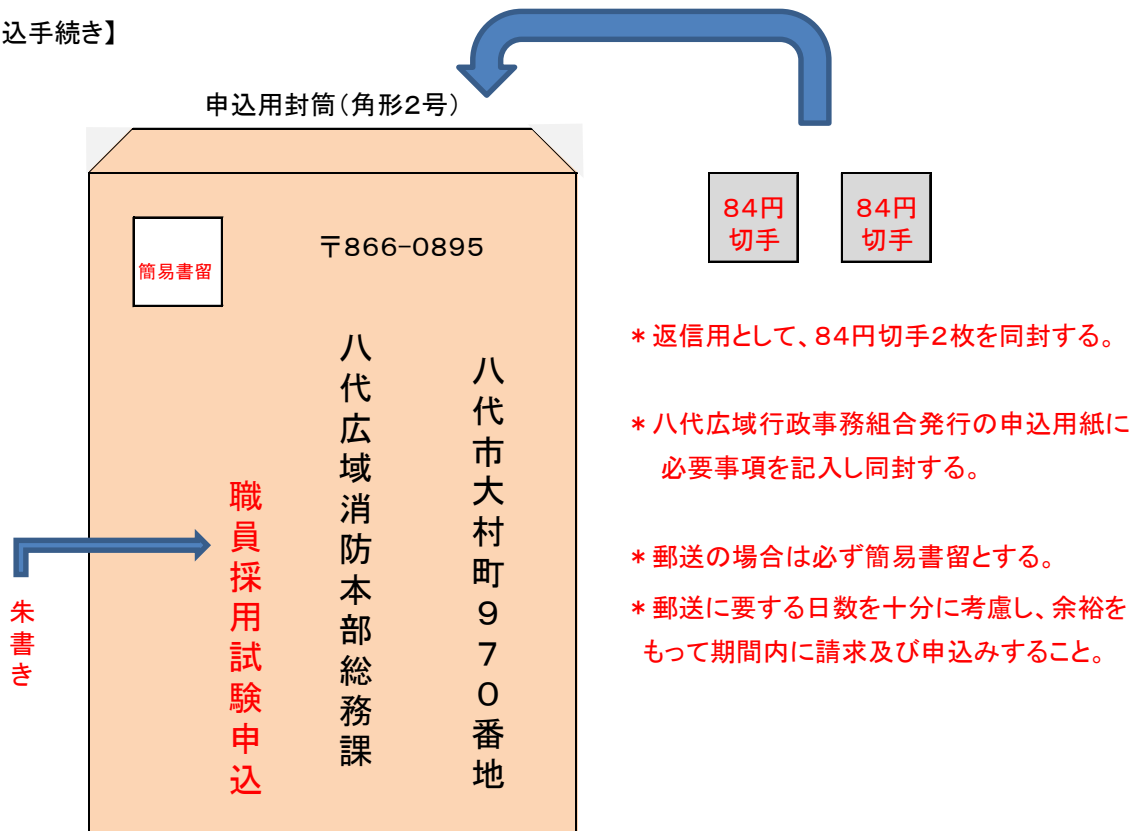 込手続き】
申込用封筒（角形２号）
簡易書留
〒866-0895
八代市大村町９７０番地
八代広域消防本部総務課
職員採用試験申込
朱書き
84円
切手
84円
切手
＊返信用として、84円切手2枚を同封する。
＊八代広域行政事務組合発行の申込用紙に
必要事項を記入し同封する。
＊郵送の場合は必ず簡易書留とする。
＊郵送に要する日数を十分に考慮し、余裕を
もって期間内に請求及び申込みすること。